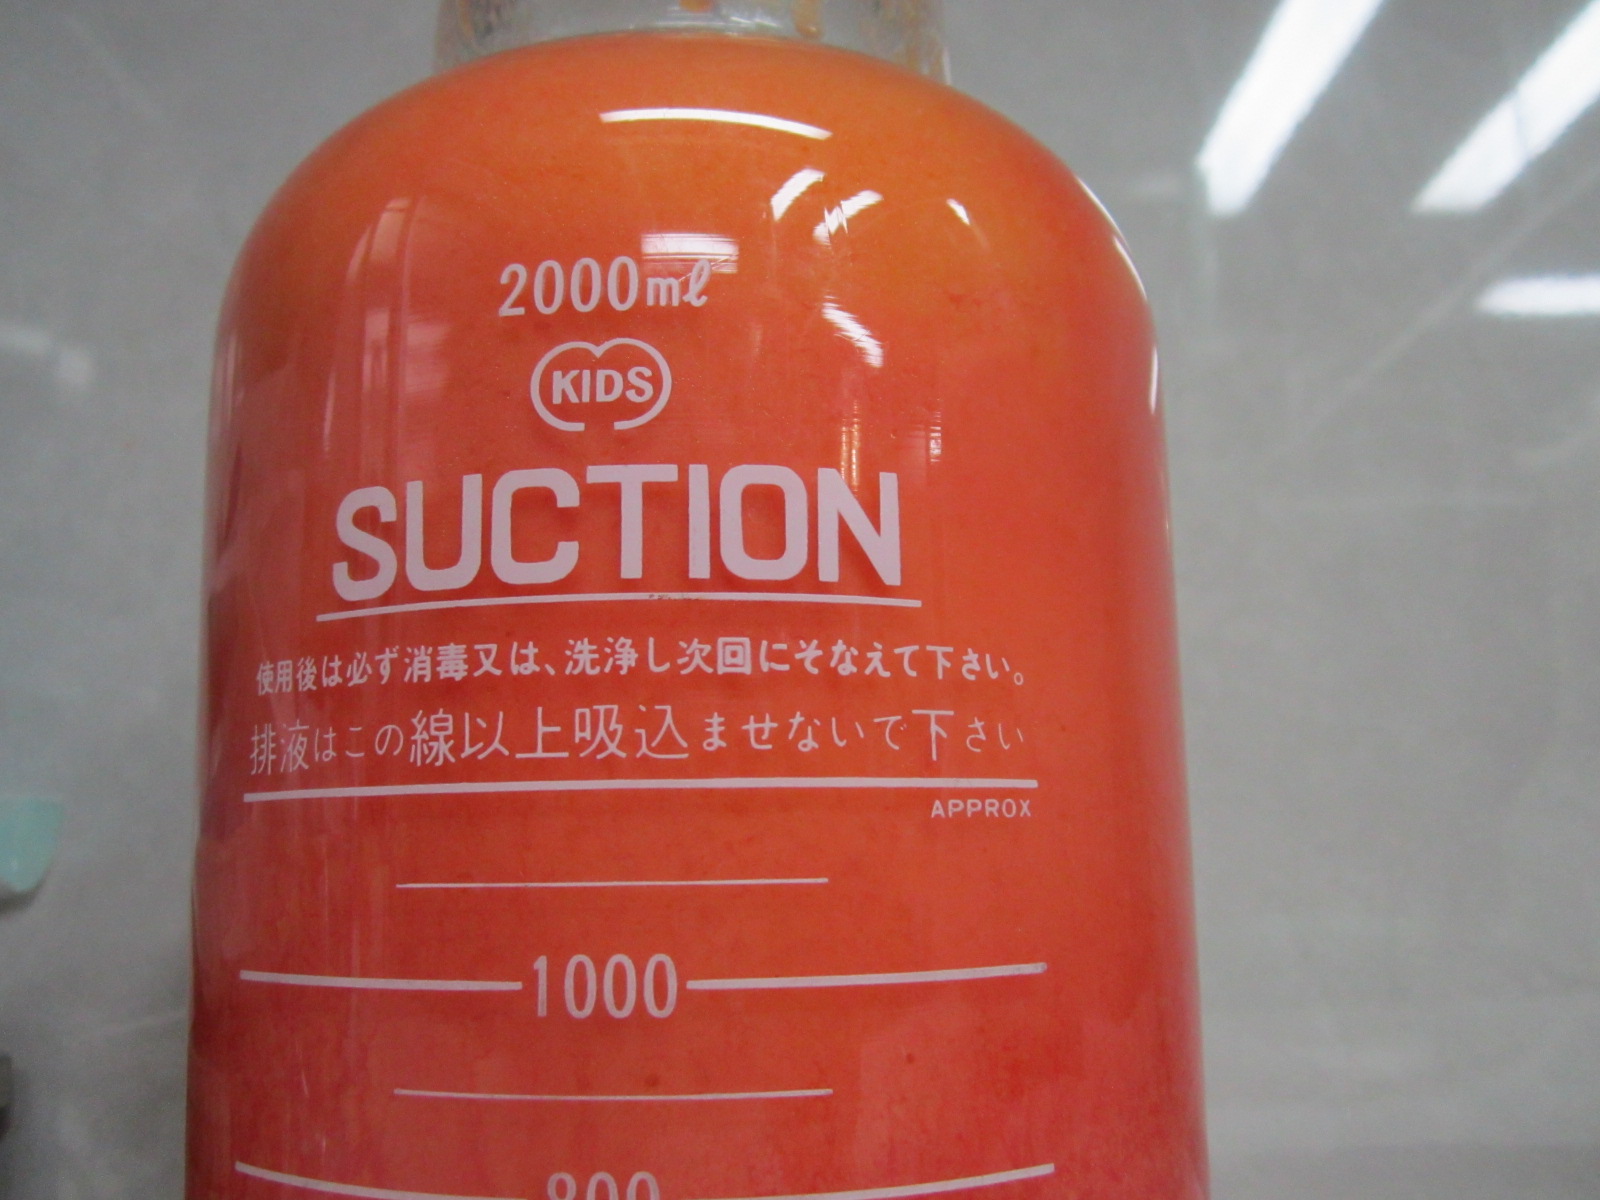 2000mℓ
KIDS
SUCTION
使用後は必ず消毒又は、洗浄し次回にそなえて下さい。
排液はこの線以上吸込ませないで下さい
APPROX
1000
800